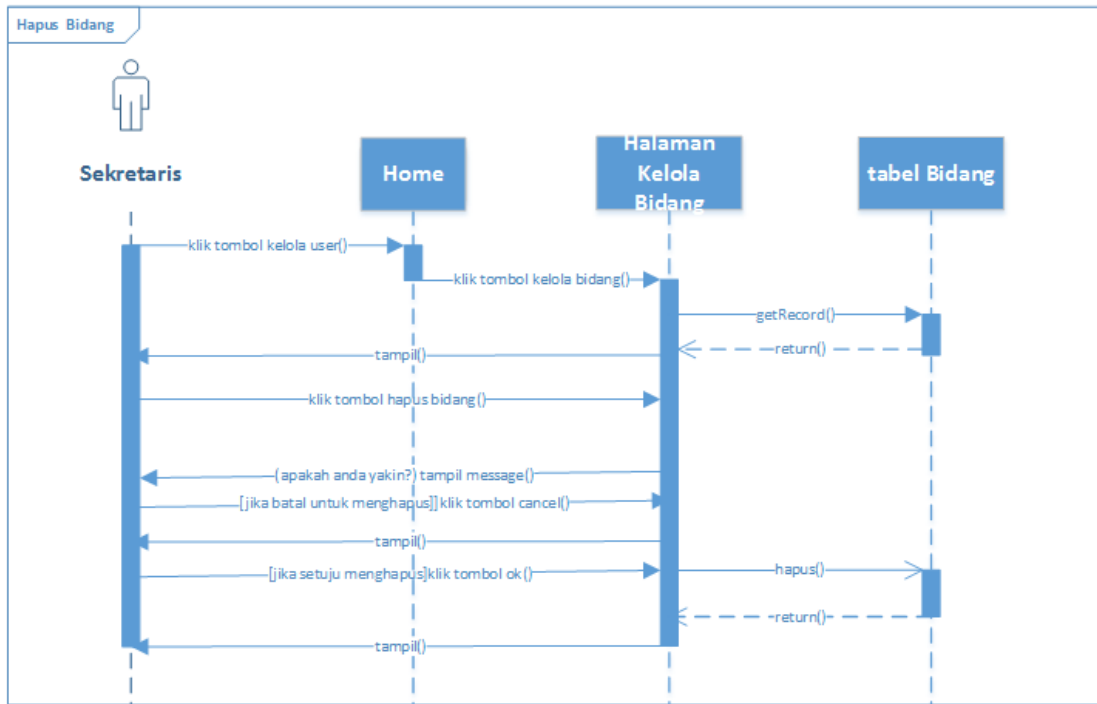 Hapus Bidang
Sekretaris
Home
Halaman
Kelola
Bidang
tabel Bidang
klik tombol kelola user()
klik tombol kelola bidang()
getRecord()
return()
tampil()
klik tombol hapus bidang()
(apakah anda yakin?) tampil message()
[jika batal untuk menghapus]]klik tombol cancel()
tampil()
[jika setuju menghapus]klik tombol ok()
hapus()
return()
tampil()